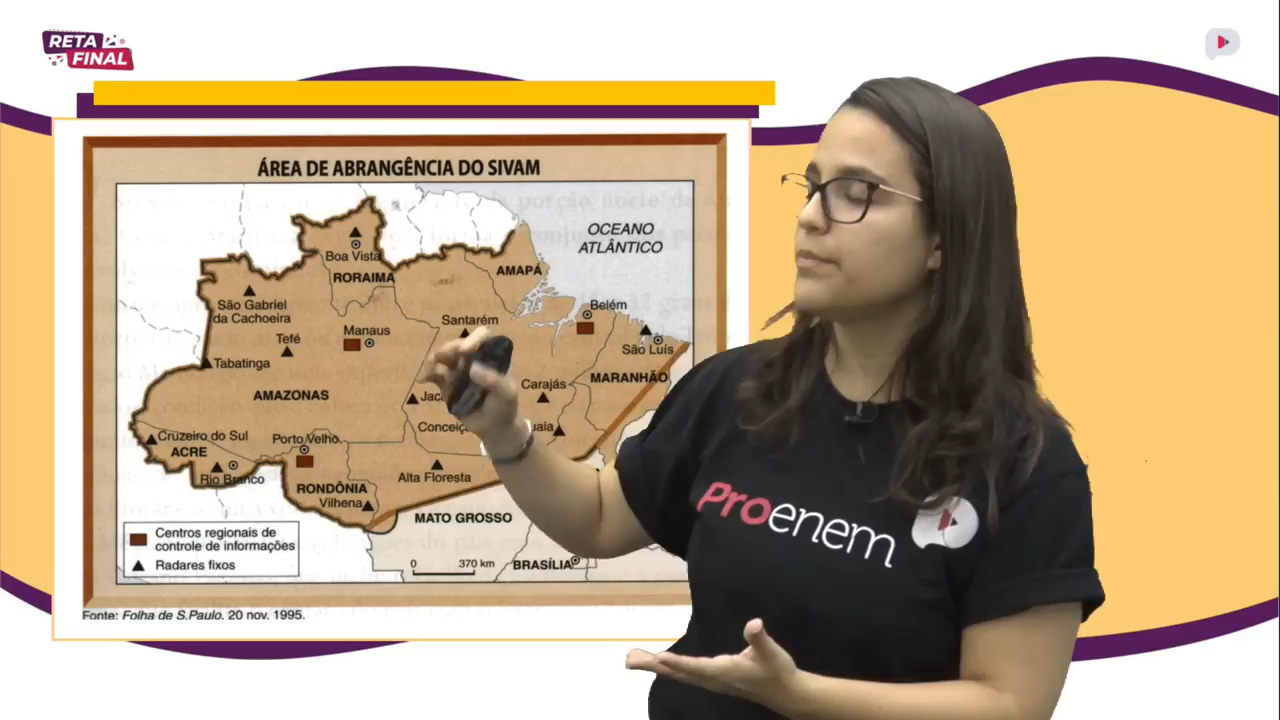 RETA
FINAL
ÁREA DE ABRANGÊNCIA DO SIVAM
OCEANO
ATLÂNTICO
Boa Vista
RORAIMA
AMAPÁ
São Gabriel
da Cachoeira
Belém
Manaus
Santarém
Tefé
São Luís
Tabatinga
MARANHÃO
Carajás
AMAZONAS
Cruzeiro do Sul
Porto Velho
ACRE
Rio Branco
Alta Floresta
RONDÔNIA
Vilhena
MATO GROSSO
Centros regionais de
controle de informações
Radares fixos
0 370 km
BRASÍLIA
Fonte: Folha de S.Paulo, 20 nov. 1995.
Proenem